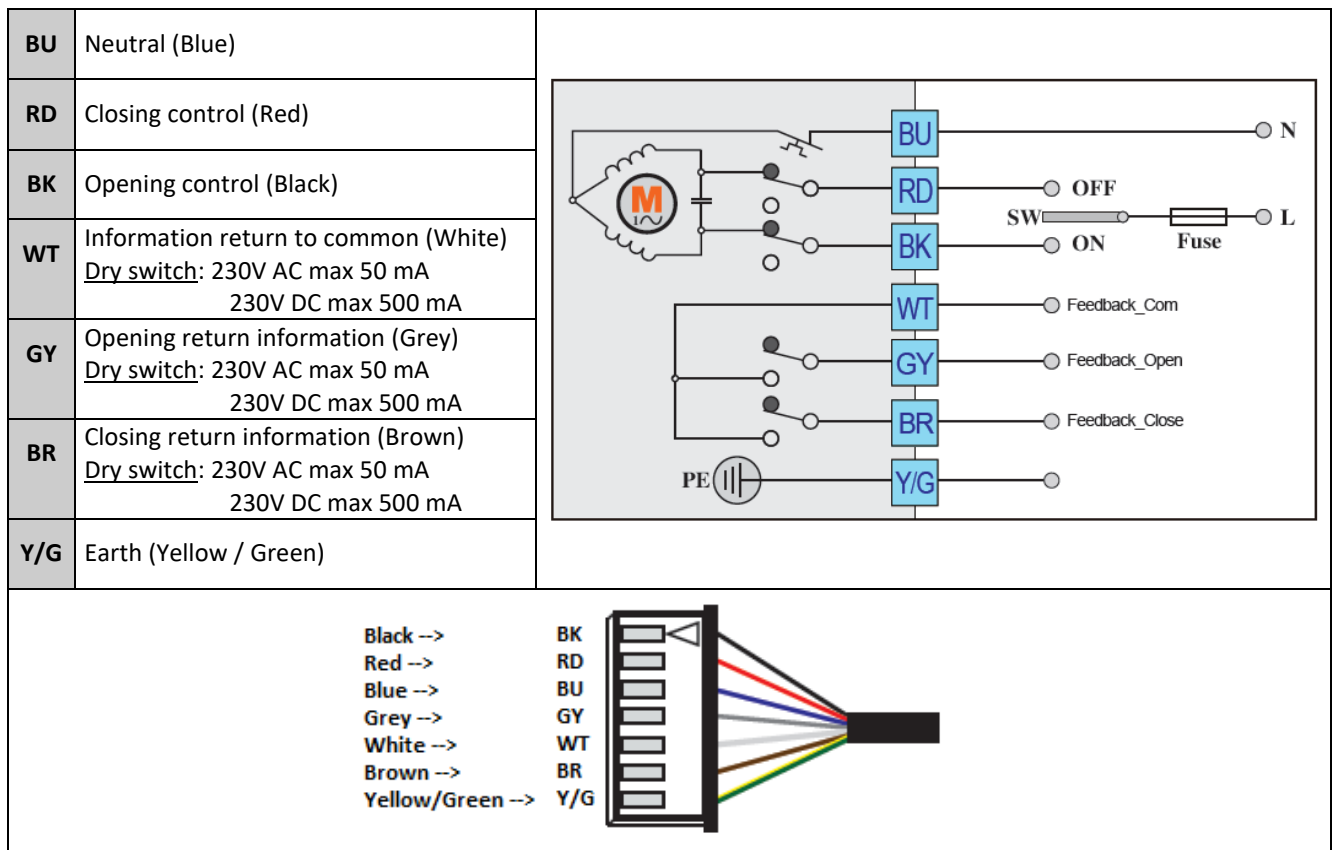 BU Neutral (Blue)
RD Closing control (Red)
BK Opening control (Black)
WT Information return to common (White)
Dry switch: 230V AC max 50 mA
230V DC max 500 mA
GY Opening return information (Grey)
Dry switch: 230V AC max 50 mA
230V DC max 500 mA
BR Closing return information (Brown)
Dry switch: 230V AC max 50 mA
230V DC max 500 mA
Y/G Earth (Yellow / Green)
BU N
RD OFF
SW Fuse L
BK ON
M
1
WT Feedback_Com
GY Feedback_Open
BR Feedback_Close
PE Y/G
Black --> BK
Red --> RD
Blue --> BU
Grey --> GY
White --> WT
Brown --> BR
Yellow/Green --> Y/G